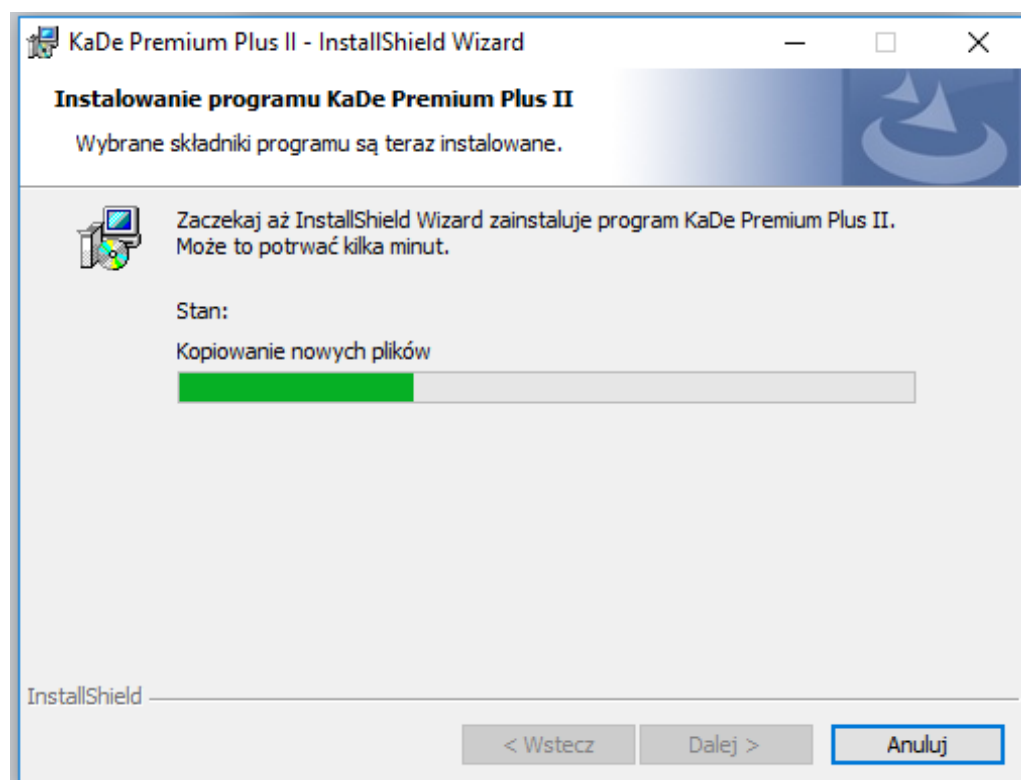 KaDe Premium Plus II - InstallShield Wizard
Instalowanie programu KaDe Premium Plus II
Wybrane składniki programu są teraz instalowane.
Zaczekaj aż InstallShield Wizard zainstaluje program KaDe Premium Plus II.
Może to potrwać kilka minut.
Stan:
Kopiowanie nowych plików
InstallShield
< Wstecz
Dalej >
Anuluj